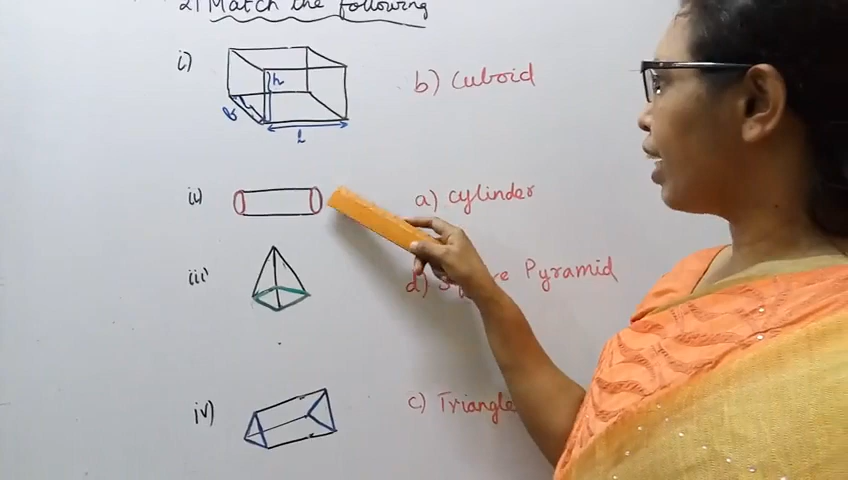 2) Match the following
i)
h
b
l
b) Cuboid
ii)
a) cylinder
iii)
d) Pyramid
iv)
c) Triangle